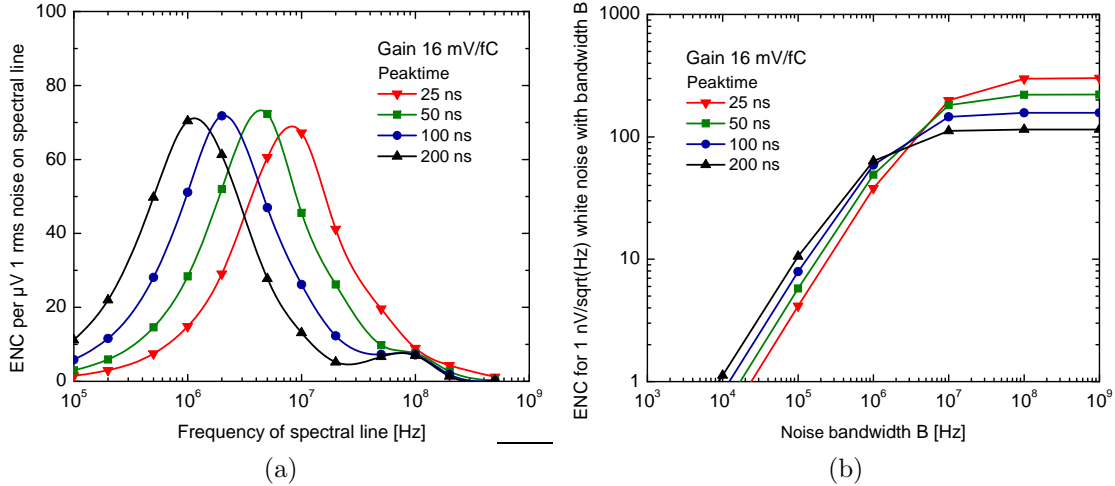 100
80
60
40
20
0
10^5
10^6
10^7
10^8
10^9
ENC per µV 1 rms noise on spectral line
Frequency of spectral line [Hz]
Gain 16 mV/fC
Peaktime
25 ns
50 ns
100 ns
200 ns
(a)
1000
100
10
1
10^3
10^4
10^5
10^6
10^7
10^8
10^9
ENC for 1 nV/sqrt(Hz) white noise with bandwidth B
Noise bandwidth B [Hz]
Gain 16 mV/fC
Peaktime
25 ns
50 ns
100 ns
200 ns
(b)